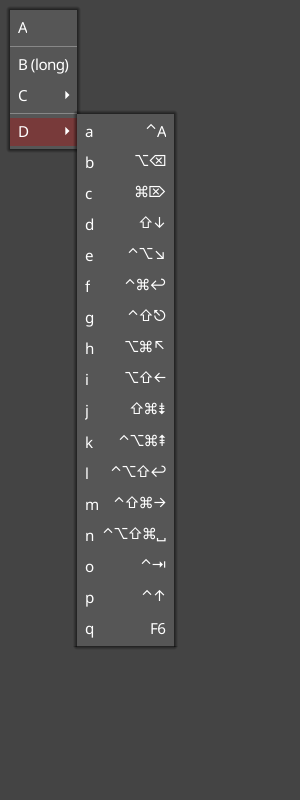 A
B (long)
C
D
a ^A
b ⌥⌫
c ⌘⌦
d ⇧↓
e ^⌥↘
f ^⌘↩
g ^⇧⎋
h ⌥⌘↖
i ⌥⇧←
j ⇧⌘⇟
k ^⌥⌘⇞
l ^⌥⇧↩
m ^⇧⌘→
n ^⌥⇧⌘␣
o ^⇥
p ^↑
q F6